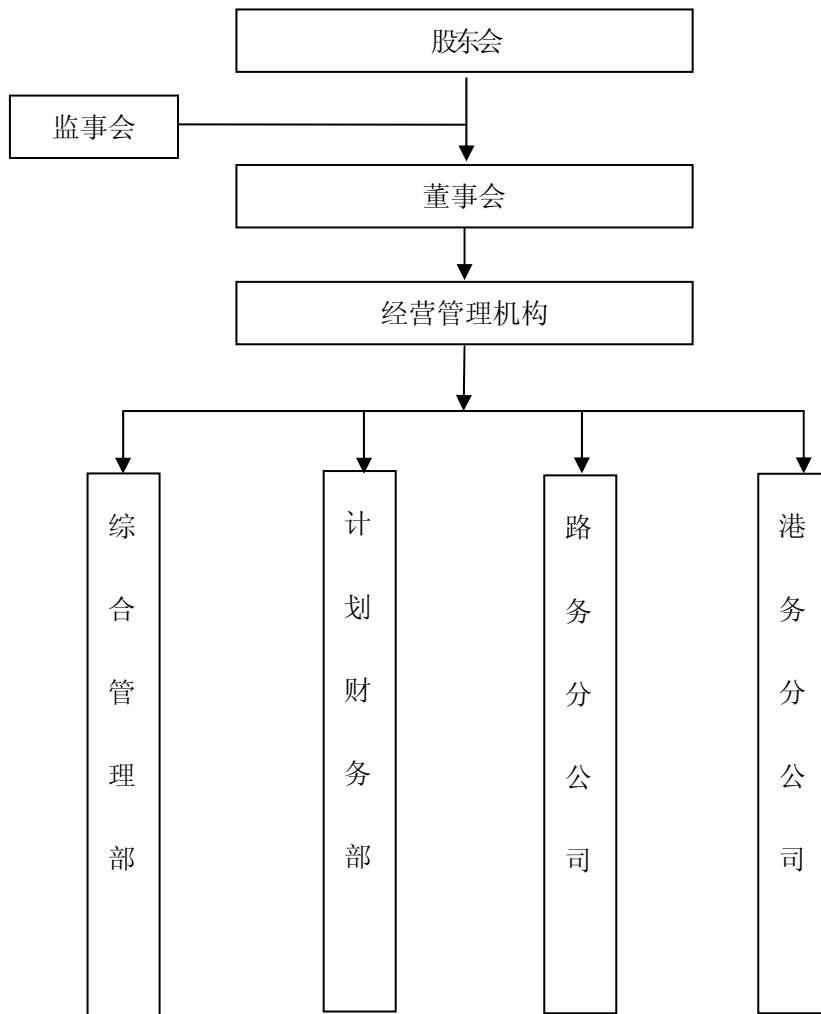 股东会
监事会
董事会
经营管理机构
综合管理部
计划财务部
路务分公司
港务分公司